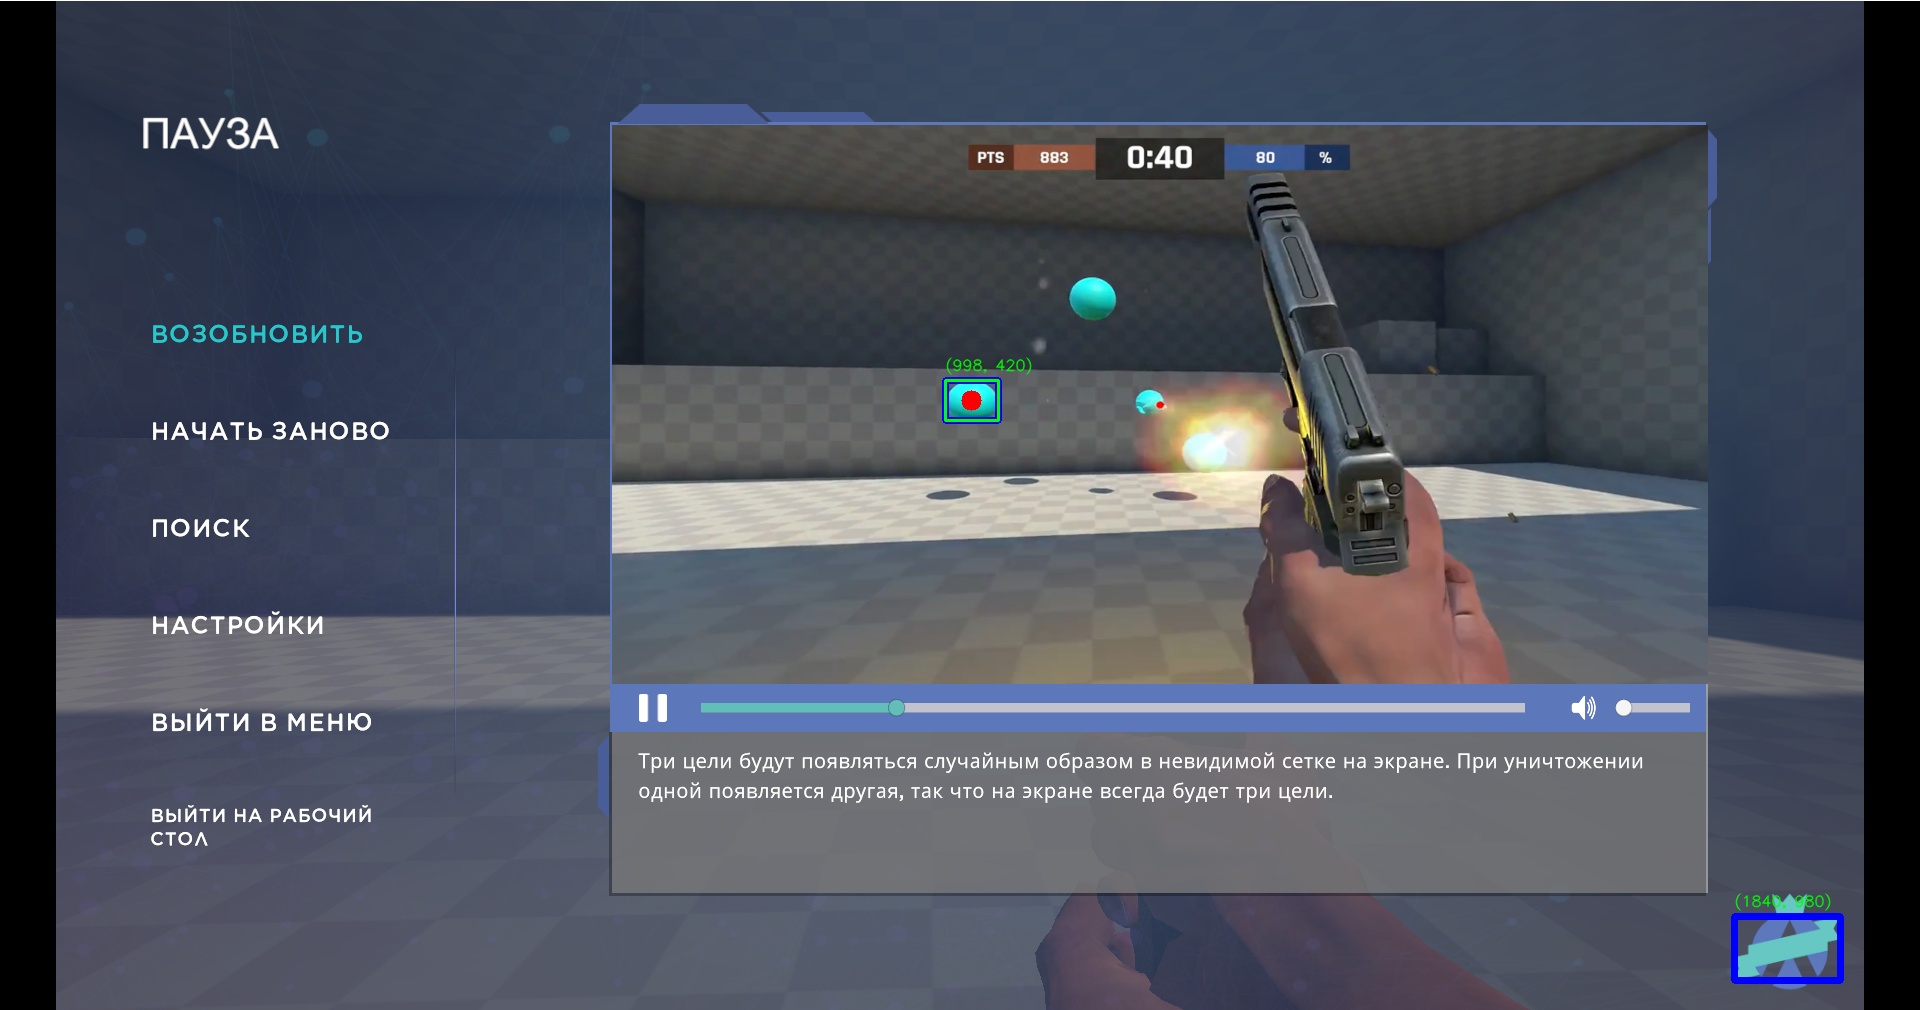 ПАУЗА
PTS 883 0:40 80 %
ВОЗОБНОВИТЬ
(998, 420)
НАЧАТЬ ЗАНОВО
ПОИСК
НАСТРОЙКИ
ВЫЙТИ В МЕНЮ
ВЫЙТИ НА РАБОЧИЙ
СТОЛ
Три цели будут появляться случайным образом в невидимой сетке на экране. При уничтожении
одной появляется другая, так что на экране всегда будет три цели.
(1840, 980)